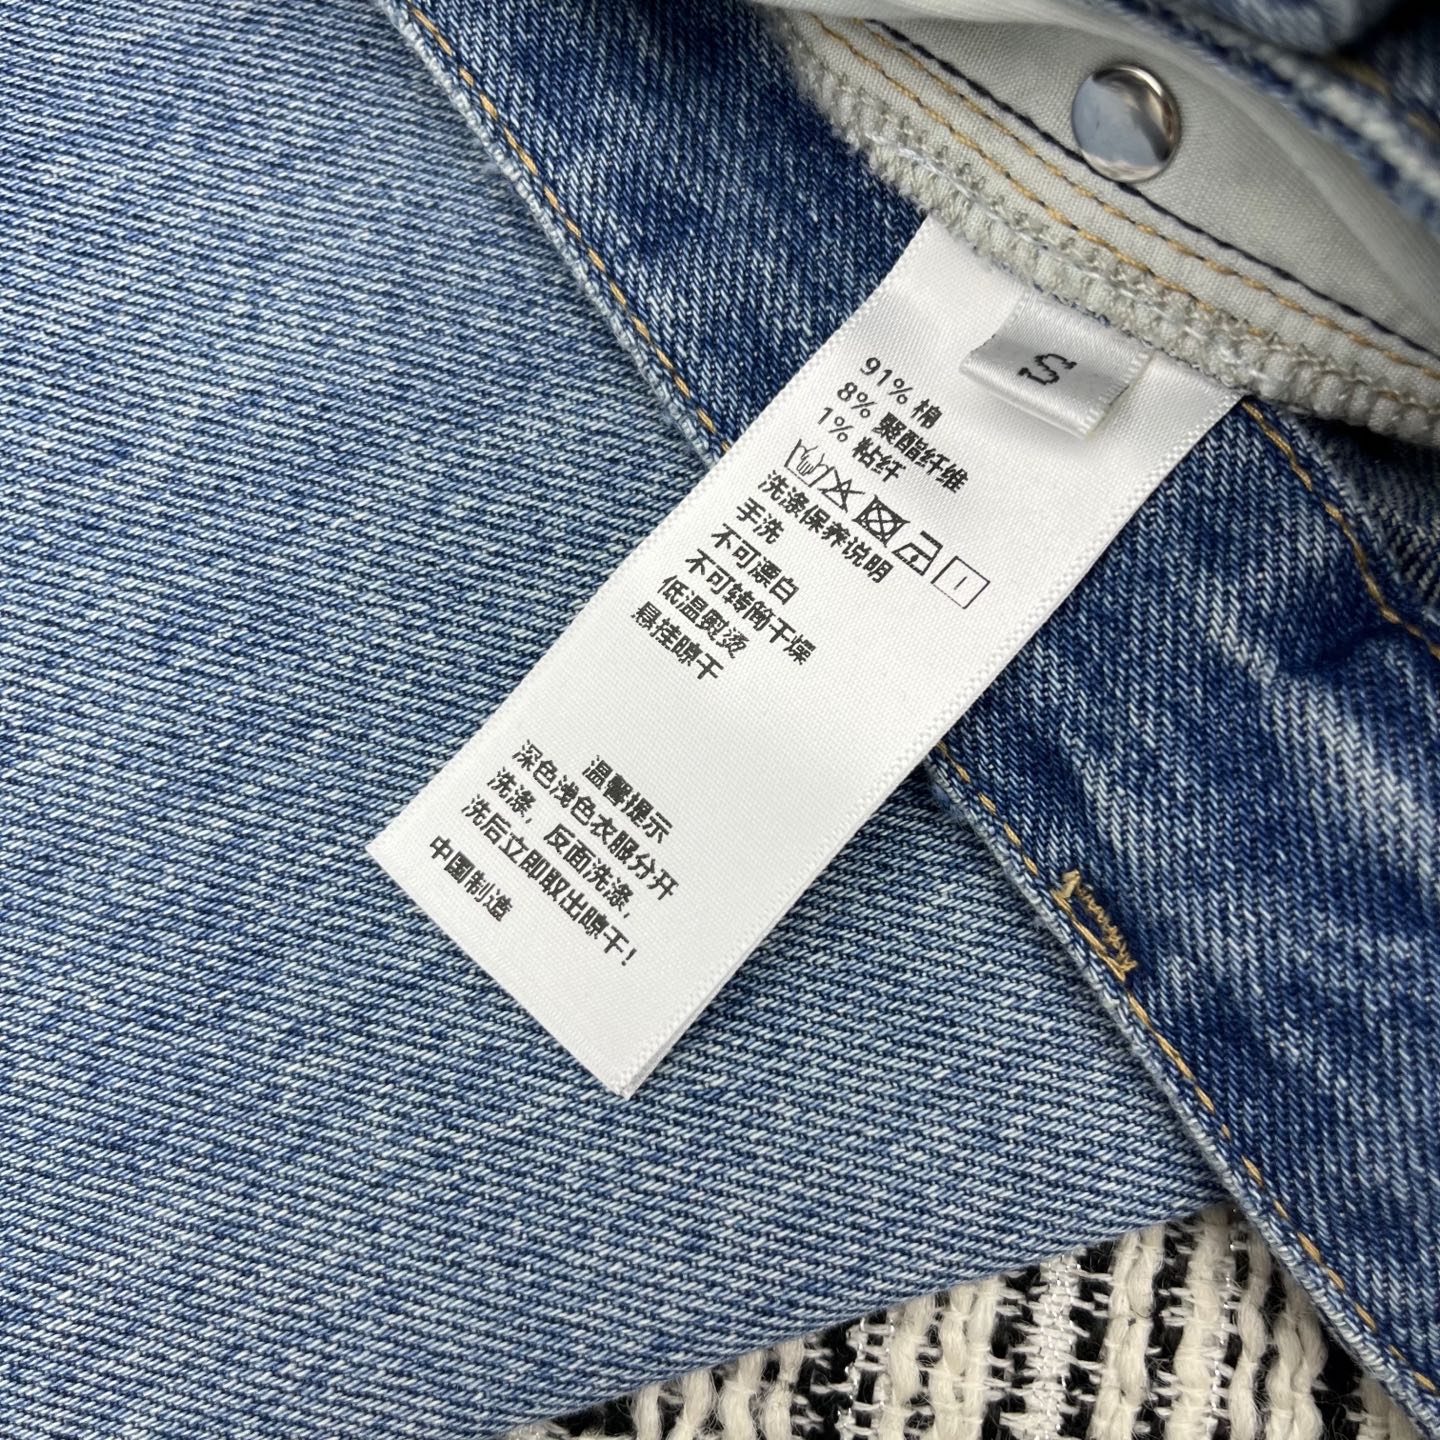 S
91% 棉
8% 聚酯纤维
1% 粘纤
洗涤保养说明
手洗
不可漂白
不可转筒干燥
低温熨烫
悬挂晾干
温馨提示
深色浅色衣服分开
洗涤，反面洗涤，
洗后立即取出晾干！
中国制造